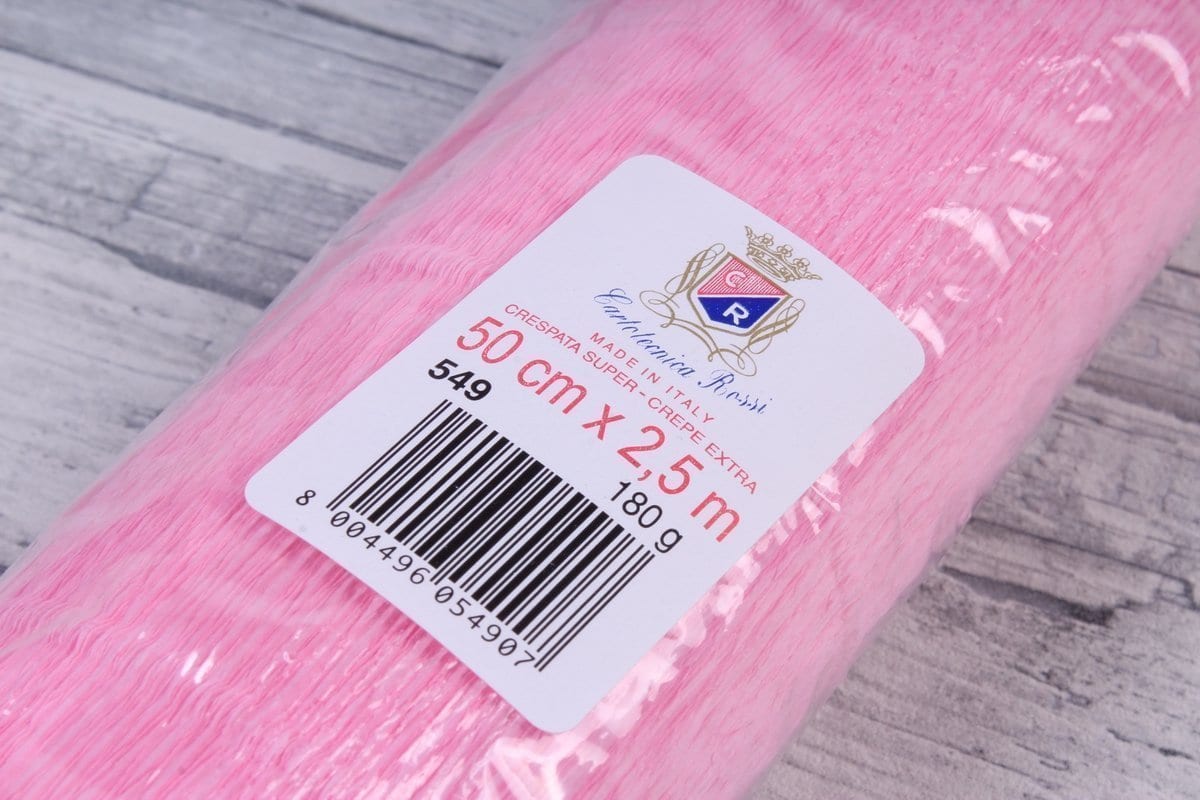 C
R
Cartotecnica Rossi
MADE IN ITALY
CRESPATA SUPER - CREPE EXTRA
50 cm x 2,5 m
549
180 g
8 004496 054907